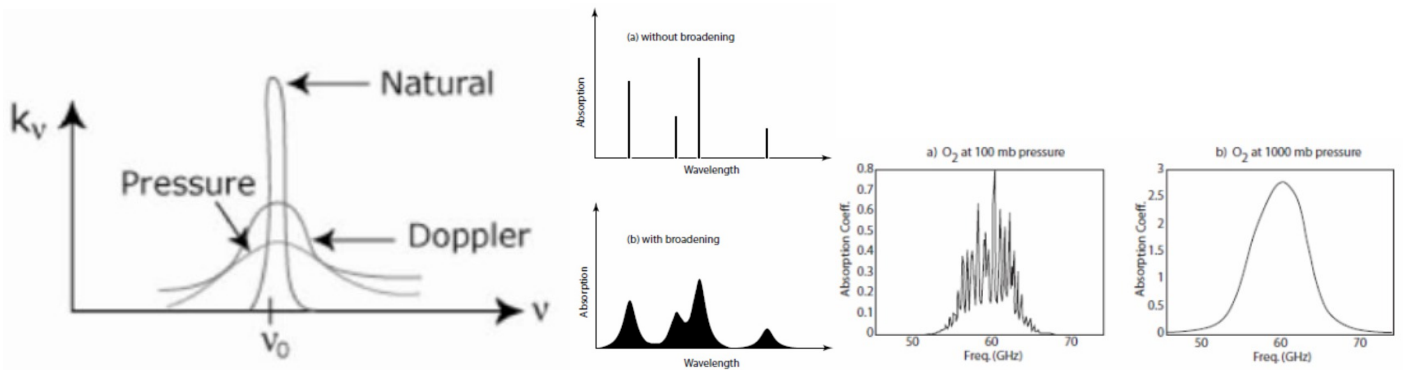 Natural
kν
Pressure
Doppler
ν
ν0
(a) without broadening
Absorption
Wavelength
(b) with broadening
Absorption
Wavelength
a) O2 at 100 mb pressure
Absorption Coeff.
0.8
0.7
0.6
0.5
0.4
0.3
0.2
0.1
0
50
60
70
Freq.(GHz)
b) O2 at 1000 mb pressure
Absorption Coeff.
3
2.5
2
1.5
1
0.5
0
50
60
70
Freq.(GHz)